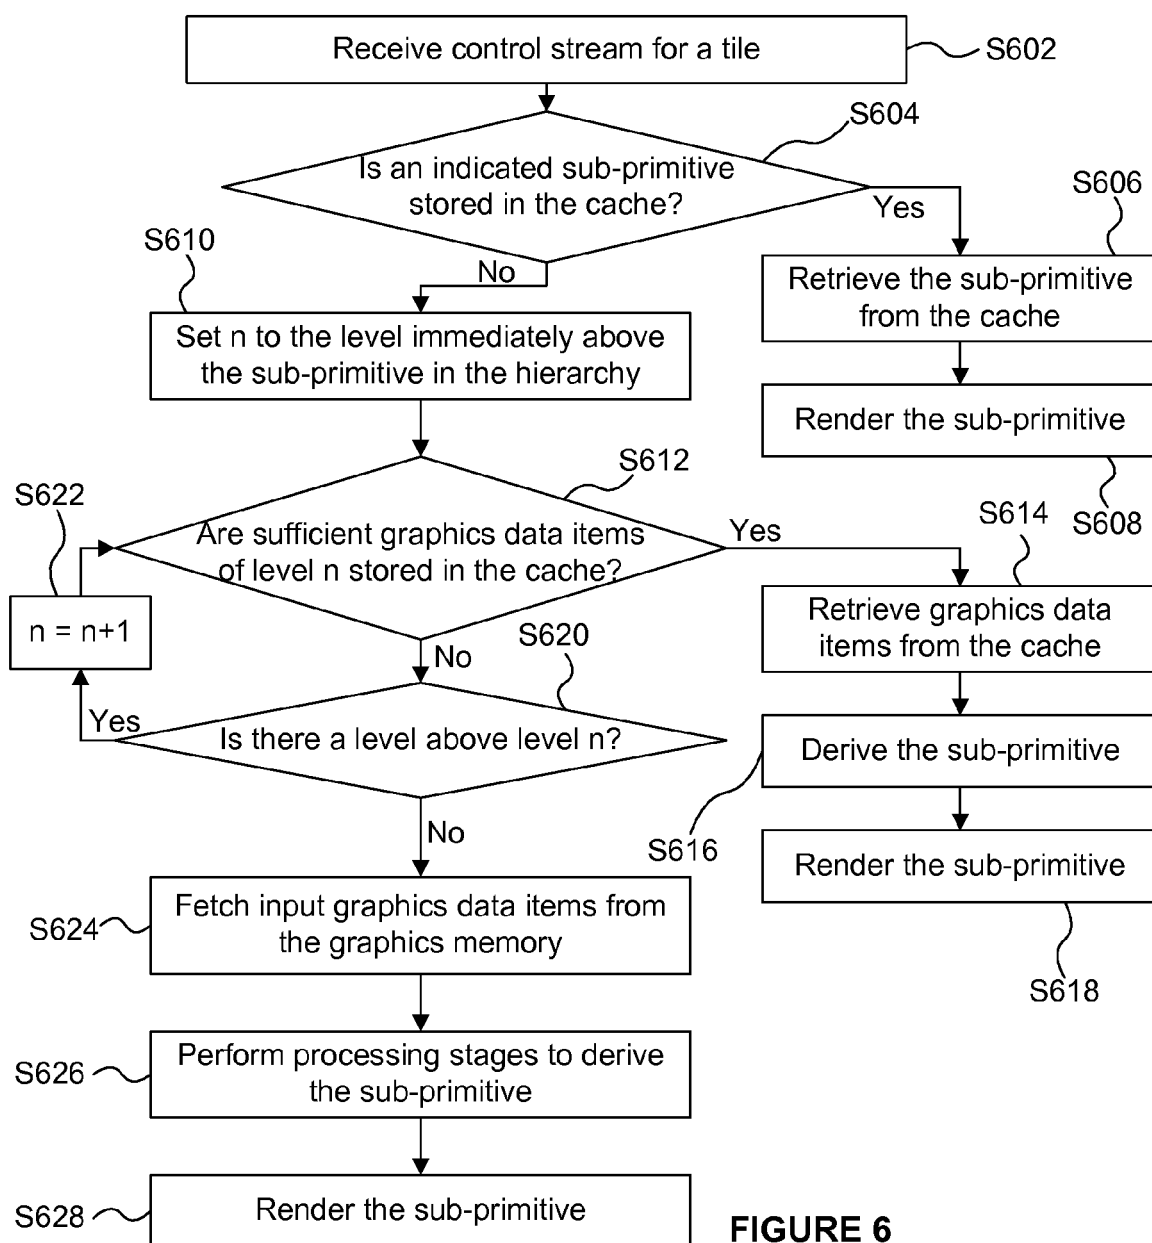 Receive control stream for a tile
S602
S604
Is an indicated sub-primitive
stored in the cache?
Yes
S606
S610
No
Retrieve the sub-primitive
from the cache
Set n to the level immediately above
the sub-primitive in the hierarchy
Render the sub-primitive
S608
S612
S622
Are sufficient graphics data items
of level n stored in the cache?
Yes
S614
Retrieve graphics data
items from the cache
n = n+1
No
S620
Yes
Is there a level above level n?
Derive the sub-primitive
S616
No
Render the sub-primitive
S618
S624
Fetch input graphics data items from
the graphics memory
S626
Perform processing stages to derive
the sub-primitive
S628
Render the sub-primitive
FIGURE 6